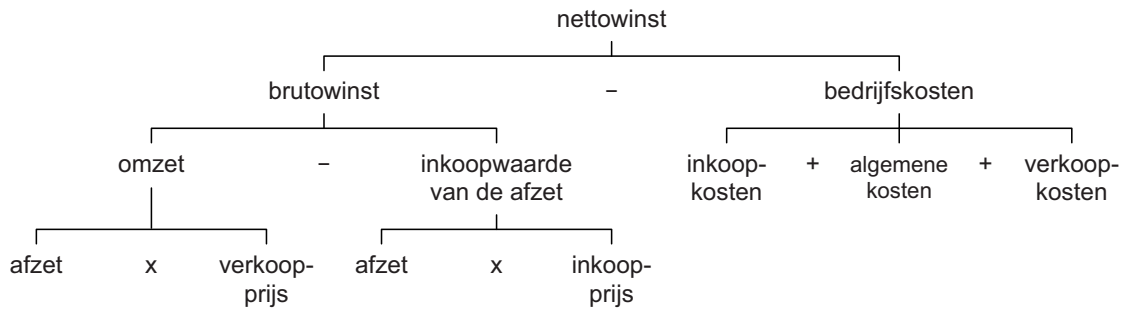 nettowinst
brutowinst – bedrijfskosten
omzet – inkoopwaarde van de afzet inkoop-kosten + algemene kosten + verkoop-kosten
afzet x verkoop-prijs afzet x inkoop-prijs